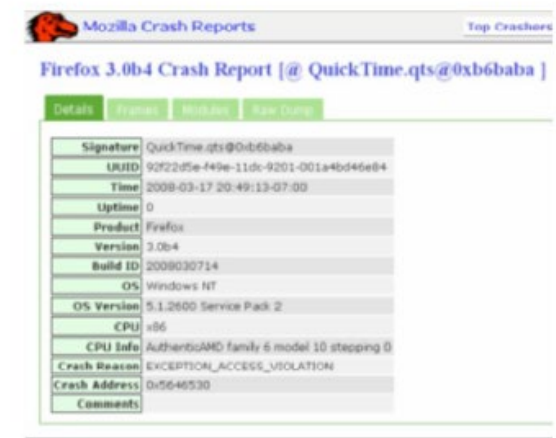 Mozilla Crash Reports
Top Crashers
Firefox 3.0b4 Crash Report [@ QuickTime.qts@0xb6baba ]
Details Frames Modules Raw Dump
Signature QuickTime.qts@0xb6baba
UUID 92f22d5e-f49e-11dc-9201-001a4bd46e84
Time 2008-03-17 20:49:13-07:00
Uptime 0
Product Firefox
Version 3.0b4
Build ID 2008030714
OS Windows NT
OS Version 5.1.2600 Service Pack 2
CPU x86
CPU Info AuthenticAMD family 6 model 10 stepping 0
Crash Reason EXCEPTION_ACCESS_VIOLATION
Crash Address 0x5646530
Comments